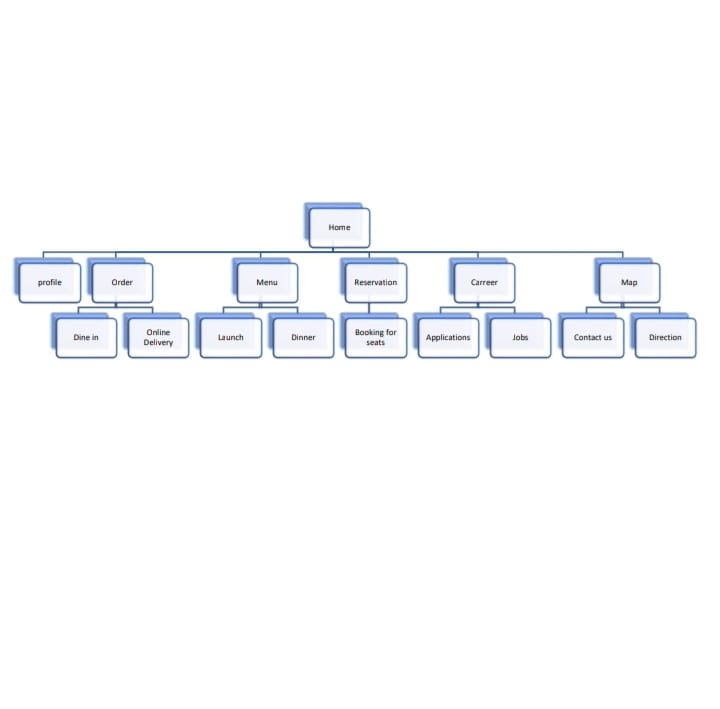 Home
profile
Order
Menu
Reservation
Carreer
Map
Dine in
Online
Delivery
Launch
Dinner
Booking for
seats
Applications
Jobs
Contact us
Direction